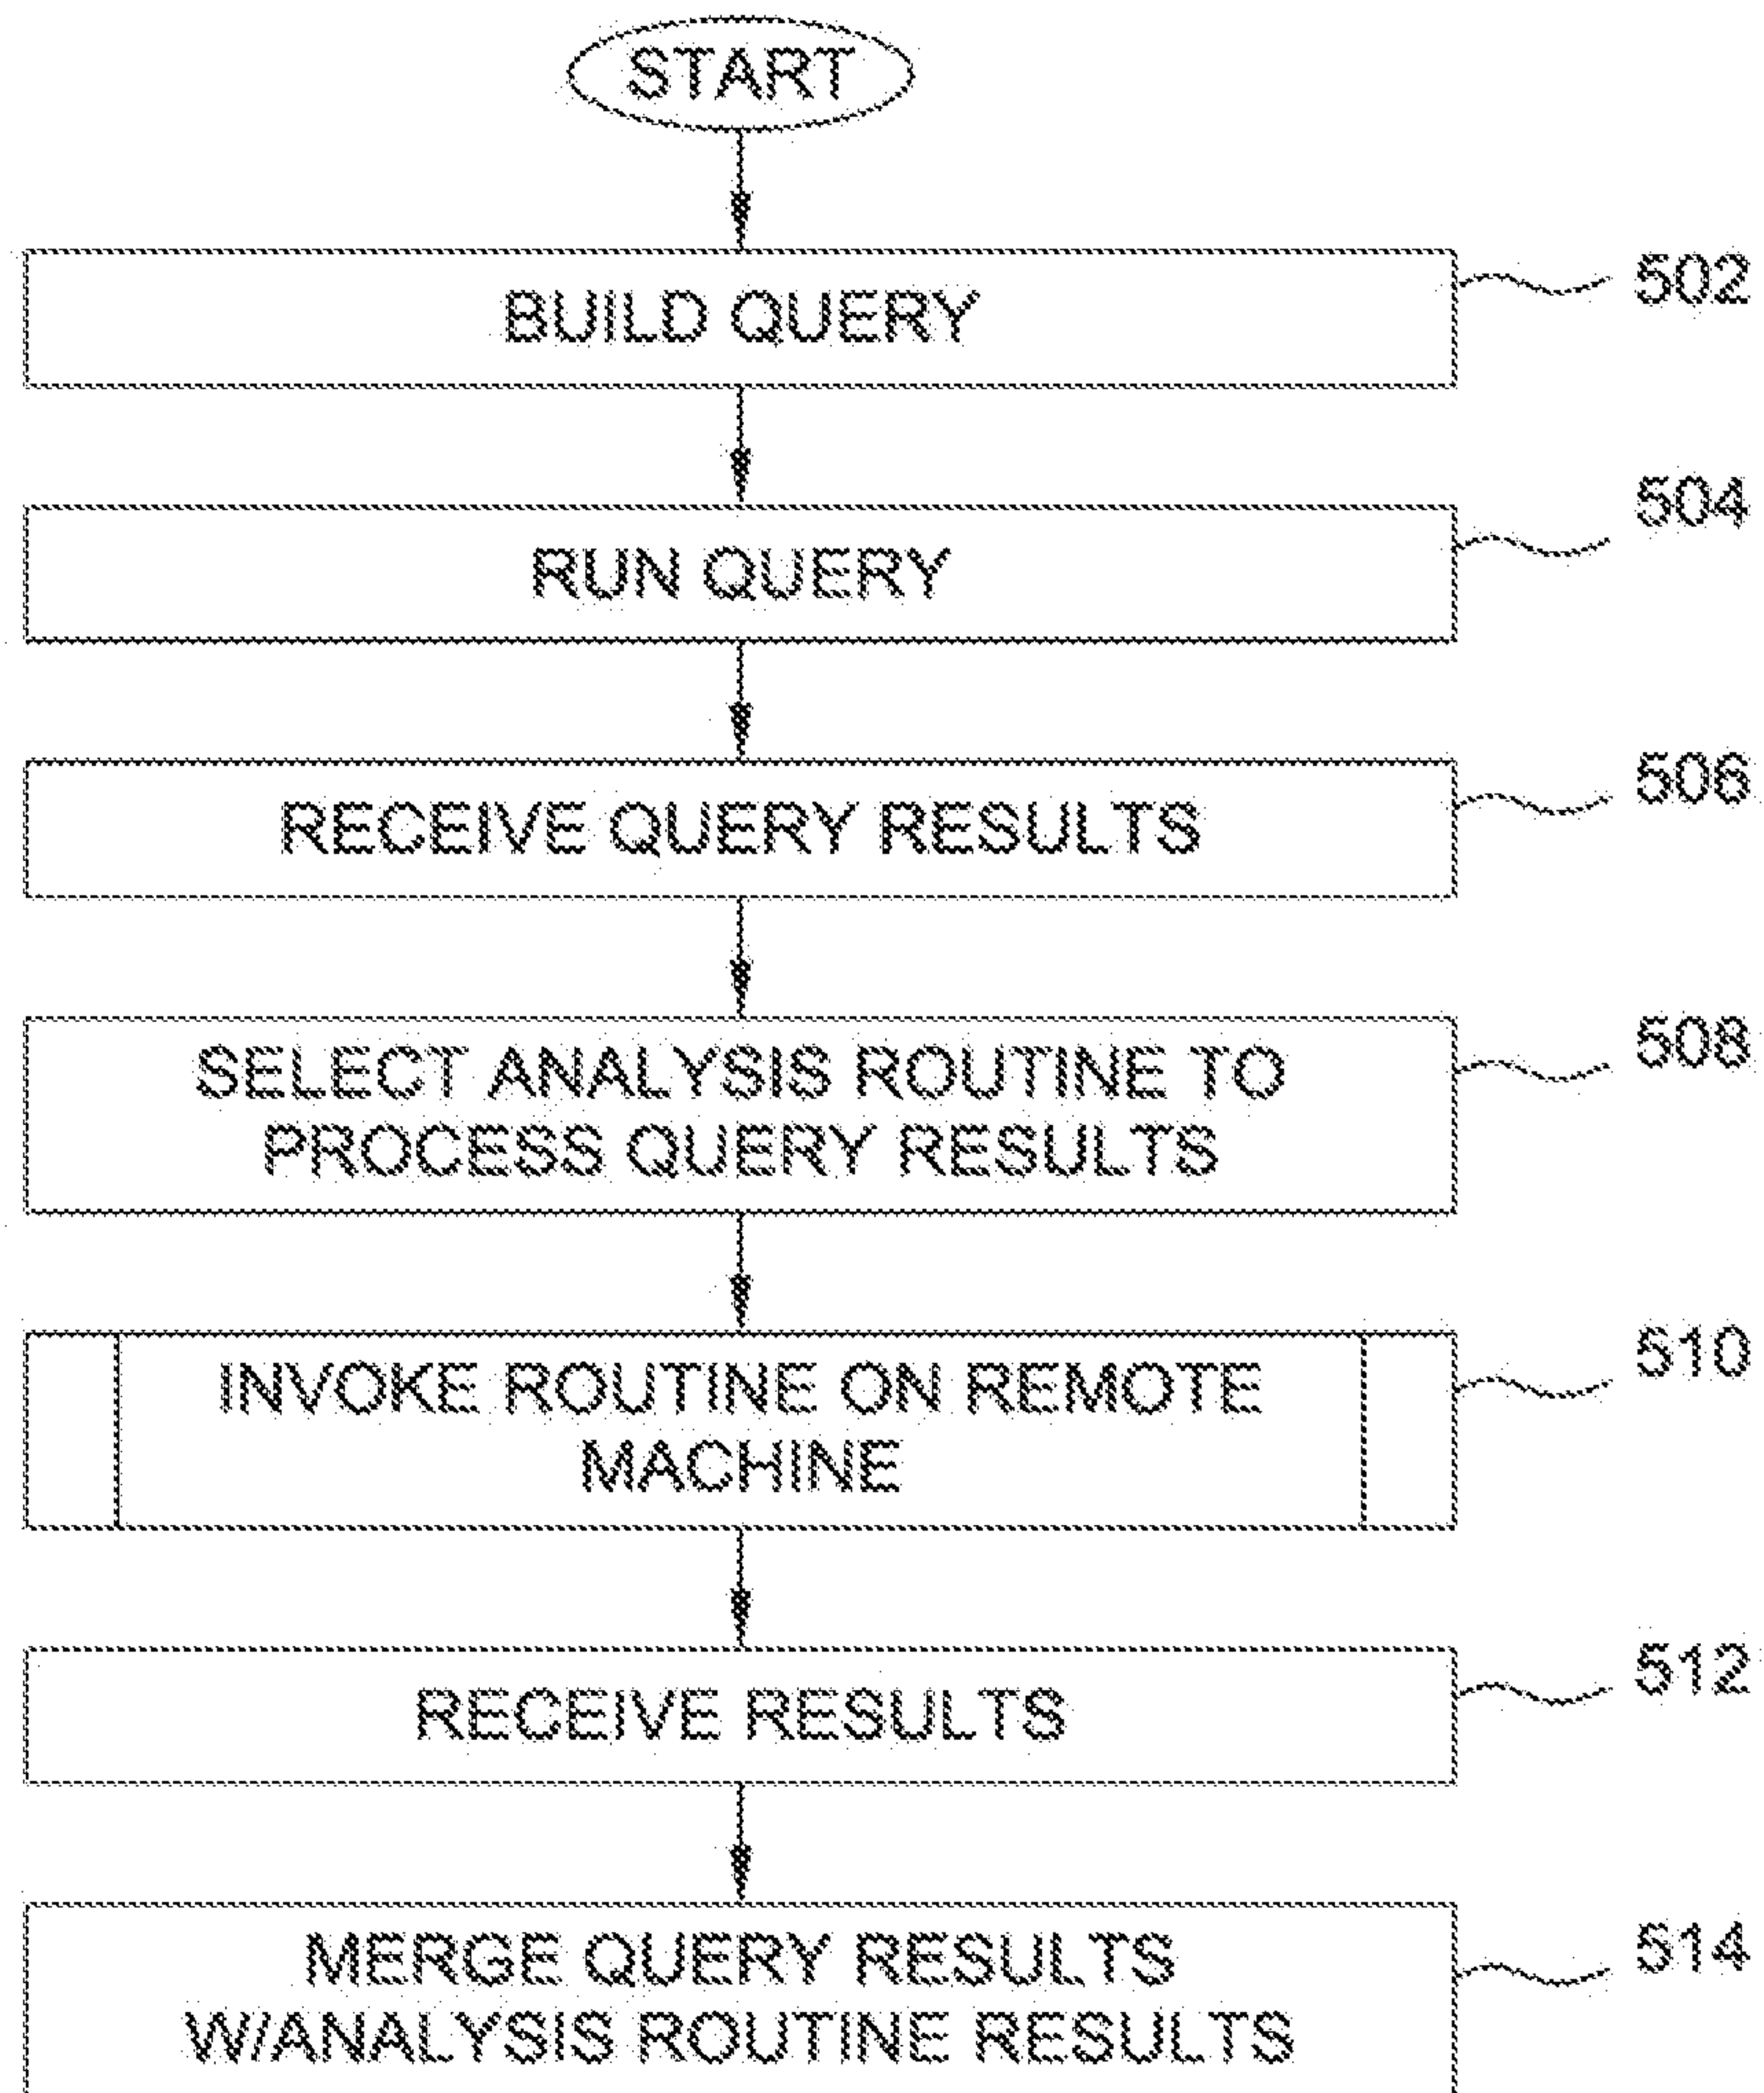 START
BUILD QUERY
502
RUN QUERY
504
RECEIVE QUERY RESULTS
506
SELECT ANALYSIS ROUTINE TO
PROCESS QUERY RESULTS
508
INVOKE ROUTINE ON REMOTE
MACHINE
510
RECEIVE RESULTS
512
MERGE QUERY RESULTS
W/ANALYSIS ROUTINE RESULTS
514